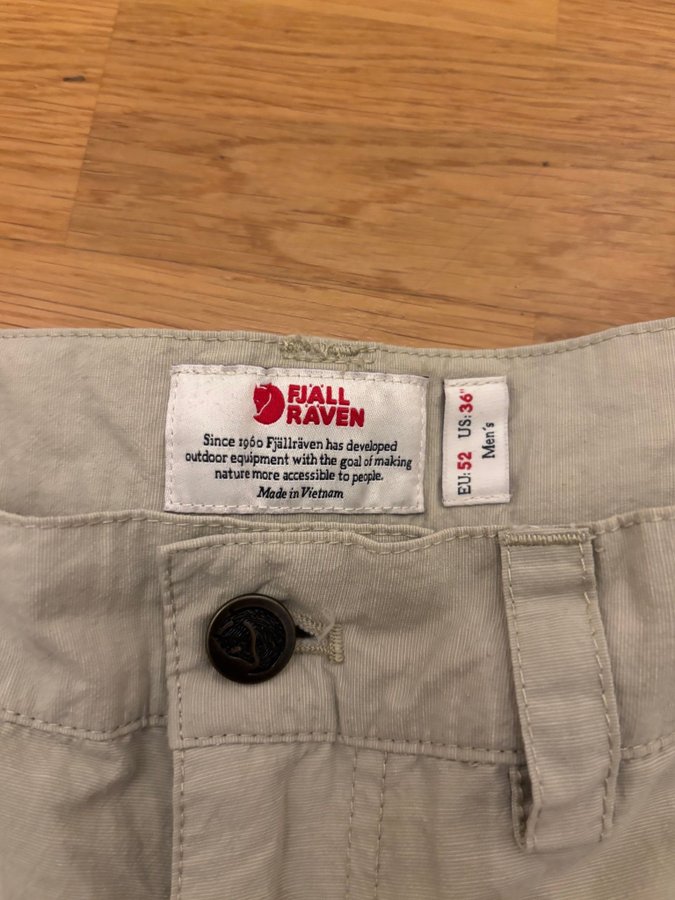 FJÄLL
RÄVEN
Since 1960 Fjällräven has developed
outdoor equipment with the goal of making
nature more accessible to people.
Made in Vietnam
EU: 52 US: 36"
Men´s